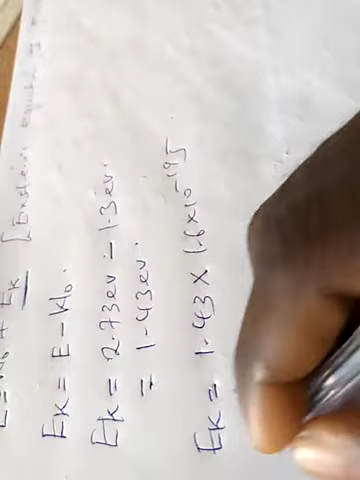 E = W₀ + Eₖ [Einstein equation
Eₖ = E - W₀.
Eₖ = 2.73ev - 1.3ev.
= 1.43ev.
Eₖ = 1.43 × 1.6×10⁻¹⁹J